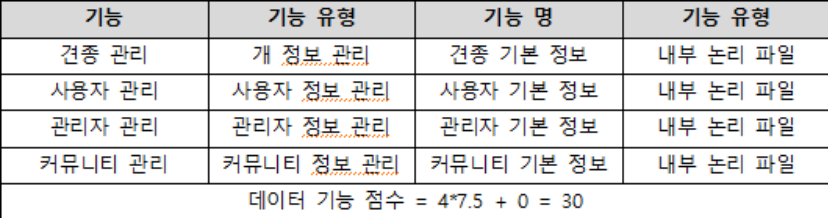 기능 기능 유형 기능 명 기능 유형
견종 관리 개 정보 관리 견종 기본 정보 내부 논리 파일
사용자 관리 사용자 정보 관리 사용자 기본 정보 내부 논리 파일
관리자 관리 관리자 정보 관리 관리자 기본 정보 내부 논리 파일
커뮤니티 관리 커뮤니티 정보 관리 커뮤니티 기본 정보 내부 논리 파일
데이터 기능 점수 = 4*7.5 + 0 = 30